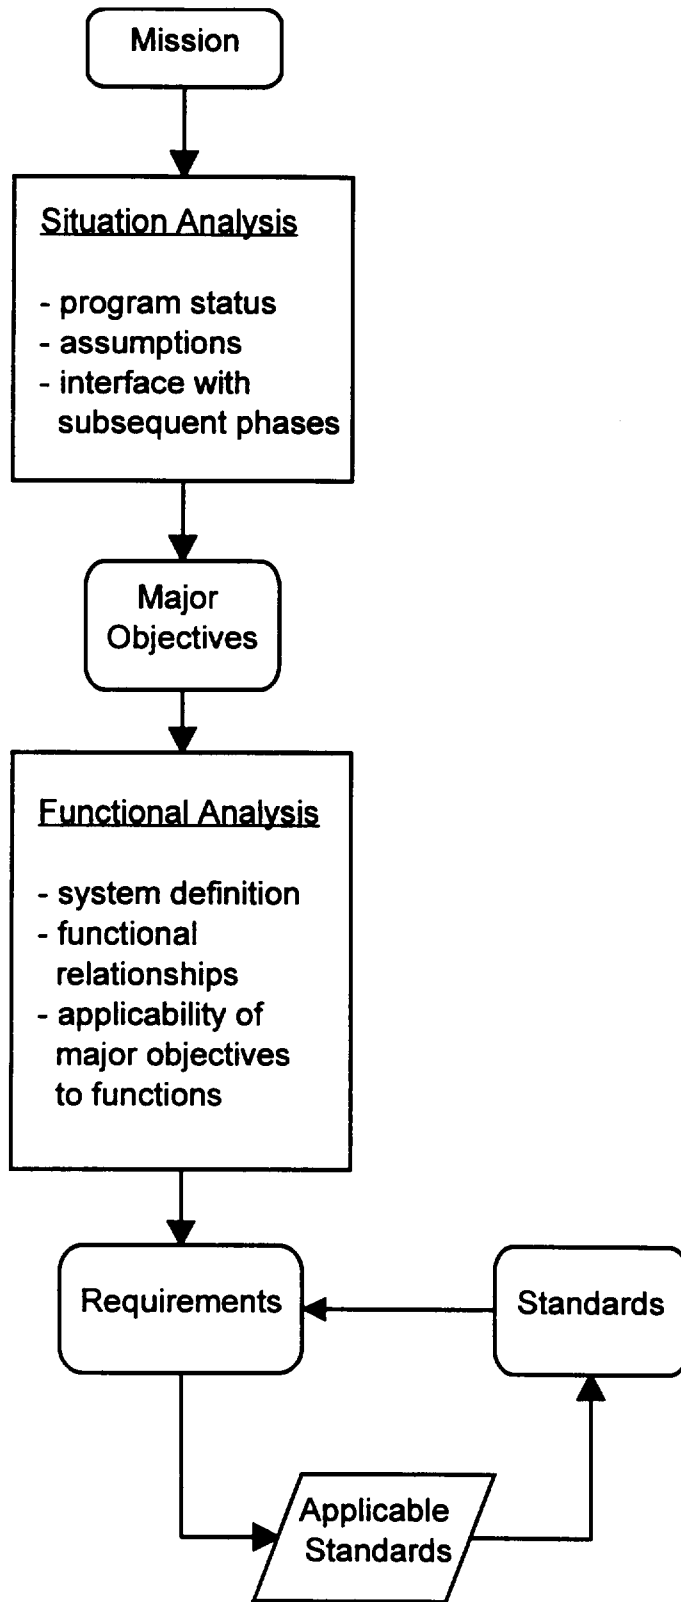 Mission
Situation Analysis
- program status
- assumptions
- interface with
subsequent phases
Major
Objectives
Functional Analysis
- system definition
- functional
relationships
- applicability of
major objectives
to functions
Requirements
Standards
Applicable
Standards